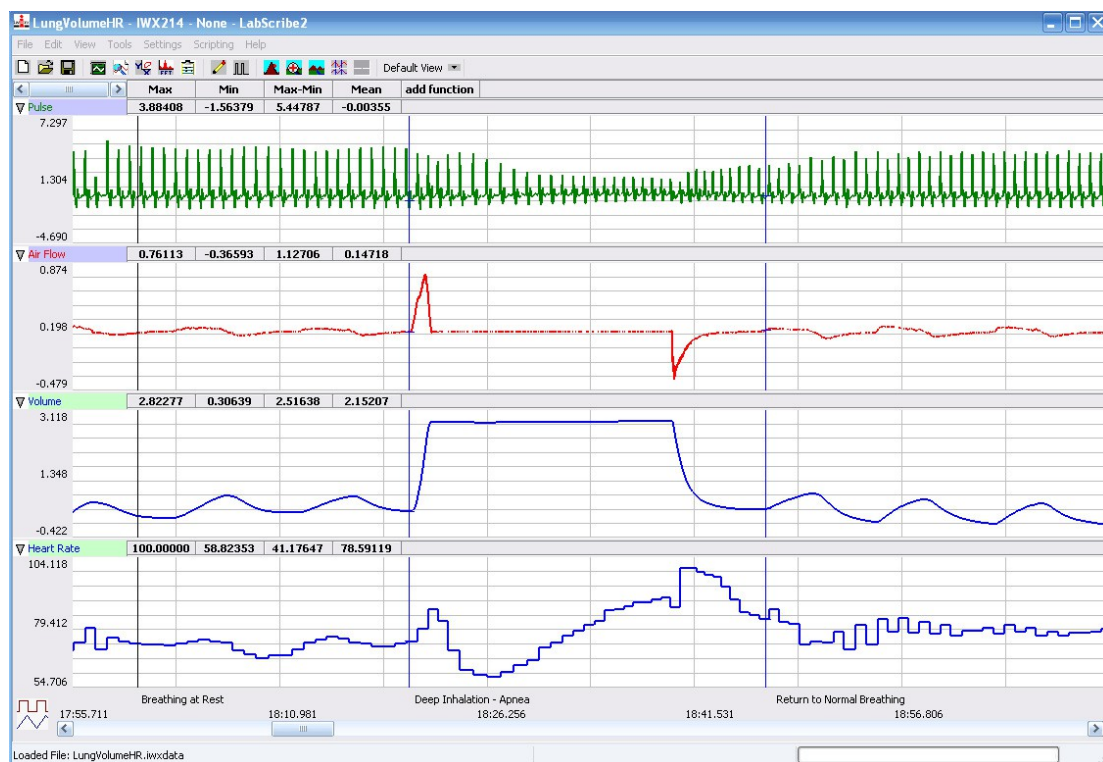 LungVolumeHR - IWX214 - None - LabScribe2
File Edit View Tools Settings Scripting Help
Default View
Max Min Max-Min Mean add function
Pulse 3.88408 -1.56379 5.44787 -0.00355
7.297
1.304
-4.690
Air Flow 0.76113 -0.36593 1.12706 0.14718
0.874
0.198
-0.479
Volume 2.82277 0.30639 2.51638 2.15207
3.118
1.348
-0.422
Heart Rate 100.00000 58.82353 41.17647 78.59119
104.118
79.412
54.706
Breathing at Rest Deep Inhalation - Apnea Return to Normal Breathing
17:55.711 18:10.981 18:26.256 18:41.531 18:56.806
Loaded File: LungVolumeHR.iwxdata